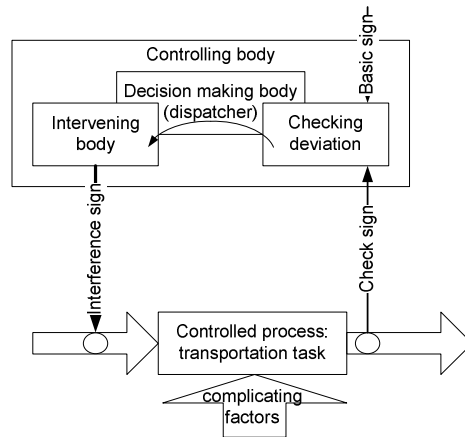 Controlling body
Basic sign
Decision making body
(dispatcher)
Intervening
body
Checking
deviation
Interference sign
Check sign
Controlled process:
transportation task
complicating
factors